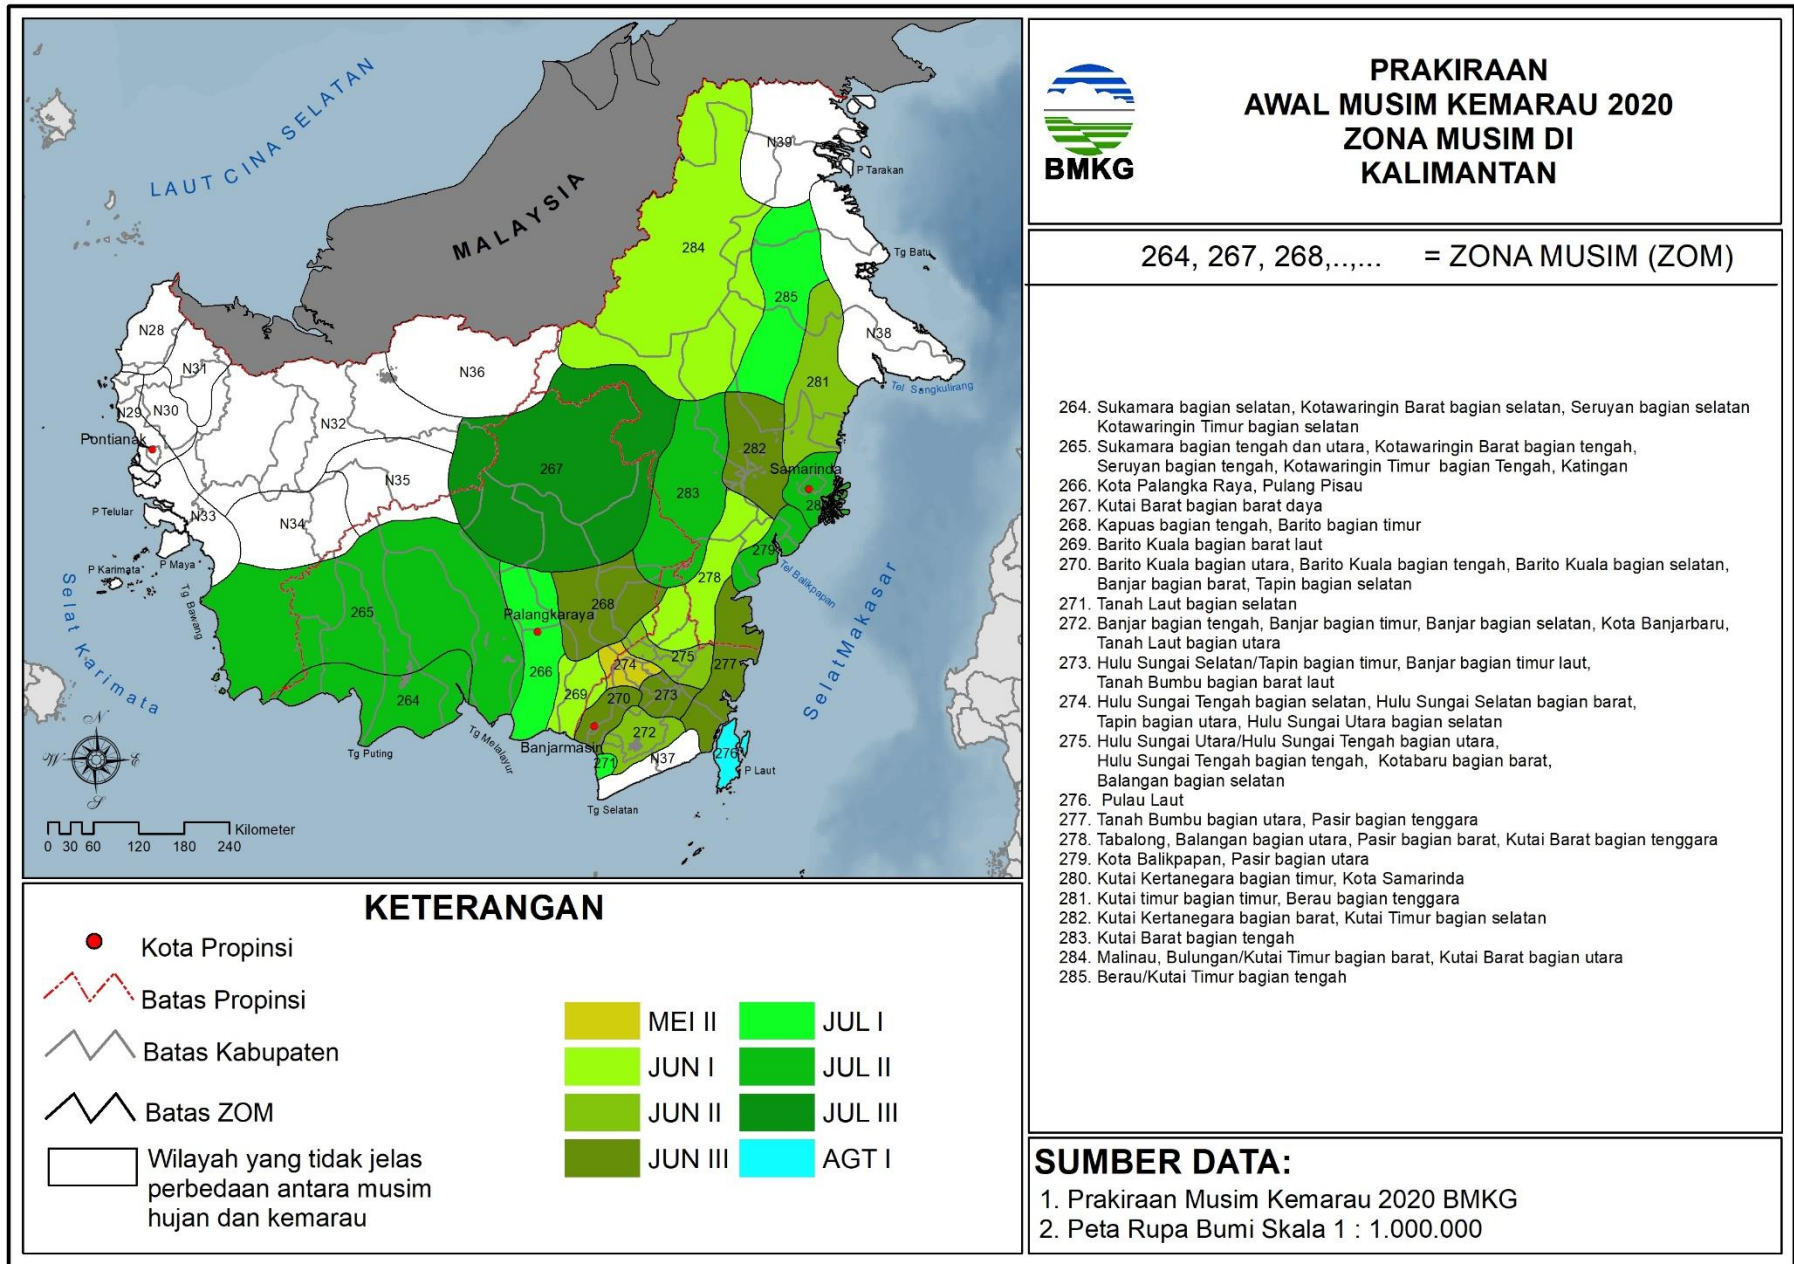 LAUT CINA SELATAN
MALAYSIA
N39
P Tarakan
284
Tg Batu
285
N28
N38
N31
N36
281
Tel Sangkulirang
N29
N30
N32
Pontianak
282
267
Samarinda
N35
283
P Telular
N33
N34
279
P Karimata
P Maya
Tel Balikpapan
278
Selat Karimata
Tg Bawang
265
268
Palangkaraya
Selat Makasar
274
275
277
266
269
270
273
264
272
Tg Puting
Tg Melalayur
Banjarmasin
271
N37
276
P Laut
Tg Selatan
N
W
E
S
Kilometer
0 30 60 120 180 240
BMKG
PRAKIRAAN
AWAL MUSIM KEMARAU 2020
ZONA MUSIM DI
KALIMANTAN
264, 267, 268,..,... = ZONA MUSIM (ZOM)
264. Sukamara bagian selatan, Kotawaringin Barat bagian selatan, Seruyan bagian selatan
Kotawaringin Timur bagian selatan
265. Sukamara bagian tengah dan utara, Kotawaringin Barat bagian tengah,
Seruyan bagian tengah, Kotawaringin Timur bagian Tengah, Katingan
266. Kota Palangka Raya, Pulang Pisau
267. Kutai Barat bagian barat daya
268. Kapuas bagian tengah, Barito bagian timur
269. Barito Kuala bagian barat laut
270. Barito Kuala bagian utara, Barito Kuala bagian tengah, Barito Kuala bagian selatan,
Banjar bagian barat, Tapin bagian selatan
271. Tanah Laut bagian selatan
272. Banjar bagian tengah, Banjar bagian timur, Banjar bagian selatan, Kota Banjarbaru,
Tanah Laut bagian utara
273. Hulu Sungai Selatan/Tapin bagian timur, Banjar bagian timur laut,
Tanah Bumbu bagian barat laut
274. Hulu Sungai Tengah bagian selatan, Hulu Sungai Selatan bagian barat,
Tapin bagian utara, Hulu Sungai Utara bagian selatan
275. Hulu Sungai Utara/Hulu Sungai Tengah bagian utara,
Hulu Sungai Tengah bagian tengah, Kotabaru bagian barat,
Balangan bagian selatan
276. Pulau Laut
277. Tanah Bumbu bagian utara, Pasir bagian tenggara
278. Tabalong, Balangan bagian utara, Pasir bagian barat, Kutai Barat bagian tenggara
279. Kota Balikpapan, Pasir bagian utara
280. Kutai Kertanegara bagian timur, Kota Samarinda
281. Kutai timur bagian timur, Berau bagian tenggara
282. Kutai Kertanegara bagian barat, Kutai Timur bagian selatan
283. Kutai Barat bagian tengah
284. Malinau, Bulungan/Kutai Timur bagian barat, Kutai Barat bagian utara
285. Berau/Kutai Timur bagian tengah
KETERANGAN
Kota Propinsi
Batas Propinsi
Batas Kabupaten
Batas ZOM
Wilayah yang tidak jelas
perbedaan antara musim
hujan dan kemarau
MEI II
JUN I
JUN II
JUN III
JUL I
JUL II
JUL III
AGT I
SUMBER DATA:
1. Prakiraan Musim Kemarau 2020 BMKG
2. Peta Rupa Bumi Skala 1 : 1.000.000